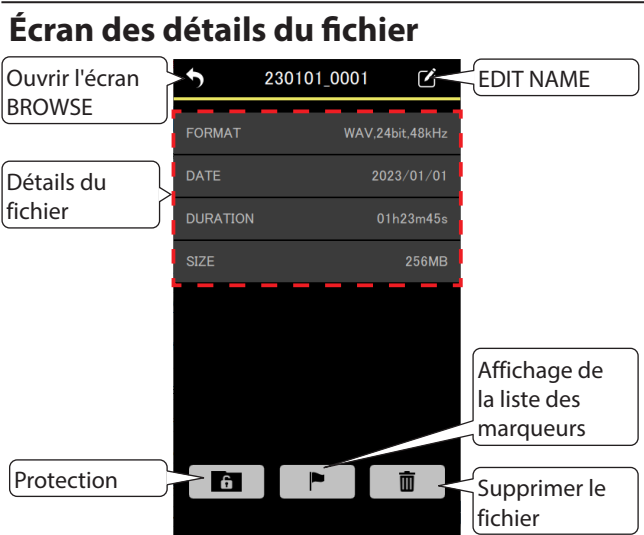 Écran des détails du fichier
Ouvrir l'écran
BROWSE
230101_0001
EDIT NAME
FORMAT WAV,24bit,48kHz
DATE 2023/01/01
DURATION 01h23m45s
SIZE 256MB
Détails du
fichier
Affichage de
la liste des
marqueurs
Protection
Supprimer le
fichier